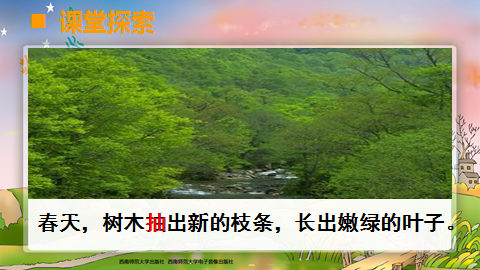 ■ 课堂探索
春天，树木抽出新的枝条，长出嫩绿的叶子。
西南师范大学出版社 西南师范大学电子音像出版社